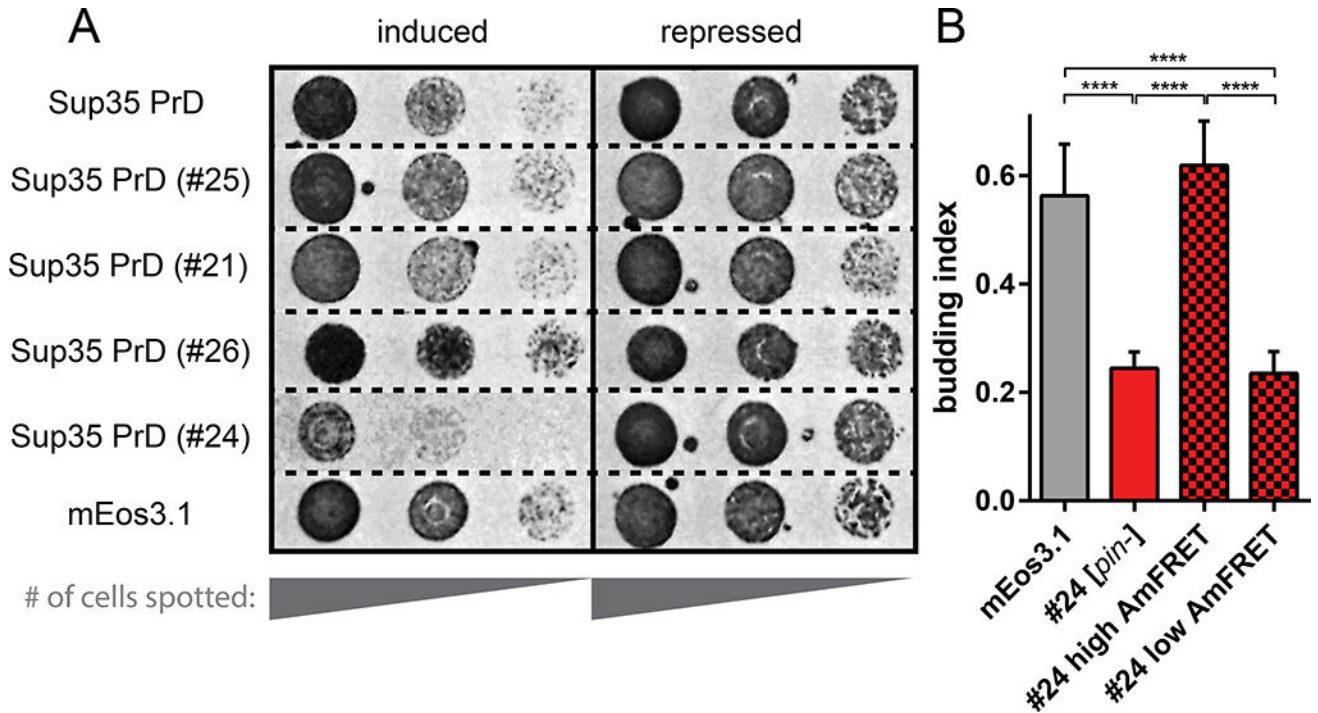 A
induced
repressed
Sup35 PrD
Sup35 PrD (#25)
Sup35 PrD (#21)
Sup35 PrD (#26)
Sup35 PrD (#24)
mEos3.1
# of cells spotted:
B
****
**** **** ****
budding index
0.6
0.4
0.2
0.0
mEos3.1
#24 [pin-]
#24 high AmFRET
#24 low AmFRET